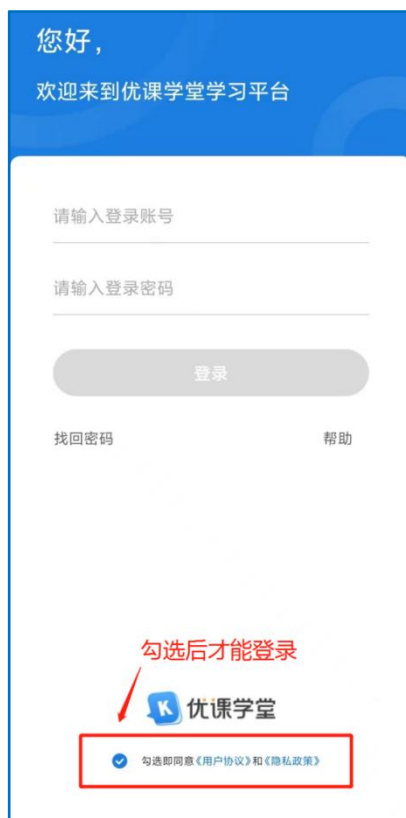 您好，
欢迎来到优课学堂学习平台
请输入登录账号
请输入登录密码
登录
找回密码 帮助
勾选后才能登录
K 优课学堂
勾选即同意《用户协议》和《隐私政策》